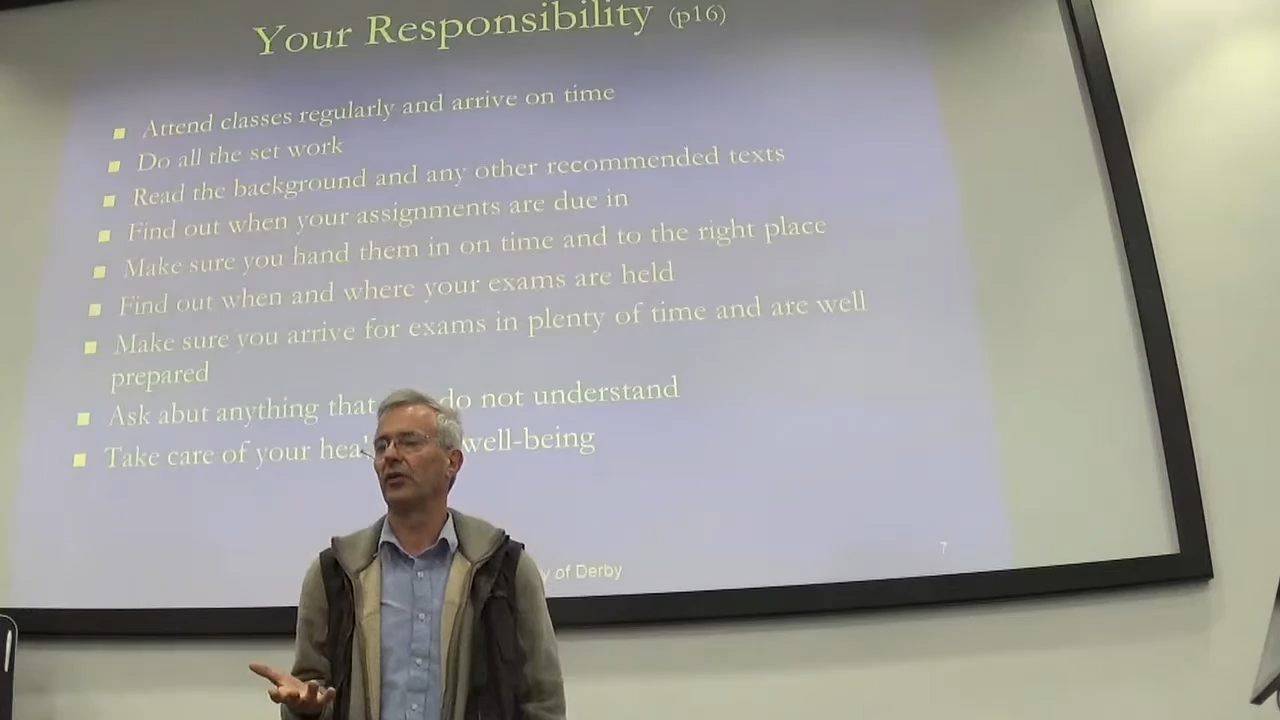 Your Responsibility (p16)
Attend classes regularly and arrive on time
Do all the set work
Read the background and any other recommended texts
Find out when your assignments are due in
Make sure you hand them in on time and to the right place
Find out when and where your exams are held
Make sure you arrive for exams in plenty of time and are well
prepared
Ask abut anything that do not understand
Take care of your well-being
7
of Derby